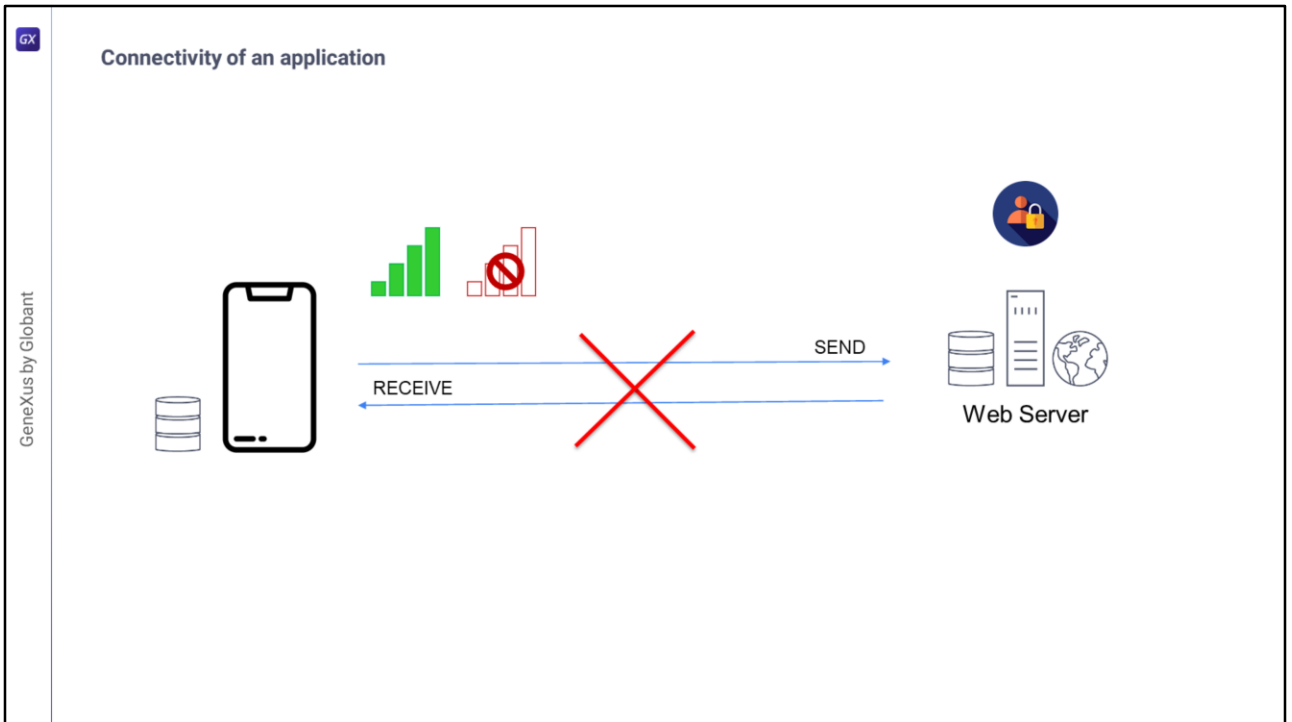 GX
Connectivity of an application
SEND
RECEIVE
Web Server
GeneXus by Globant